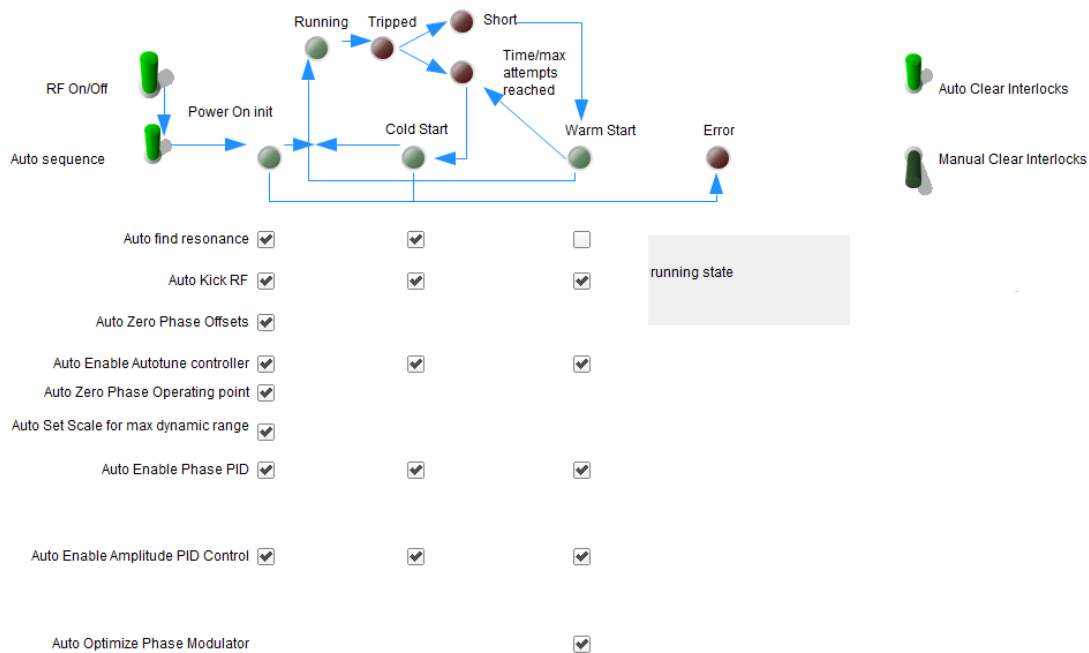 Running
Tripped
Short
Time/max
attempts
reached
RF On/Off
Auto Clear Interlocks
Power On init
Cold Start
Warm Start
Error
Auto sequence
Manual Clear Interlocks
Auto find resonance
running state
Auto Kick RF
Auto Zero Phase Offsets
Auto Enable Autotune controller
Auto Zero Phase Operating point
Auto Set Scale for max dynamic range
Auto Enable Phase PID
Auto Enable Amplitude PID Control
Auto Optimize Phase Modulator